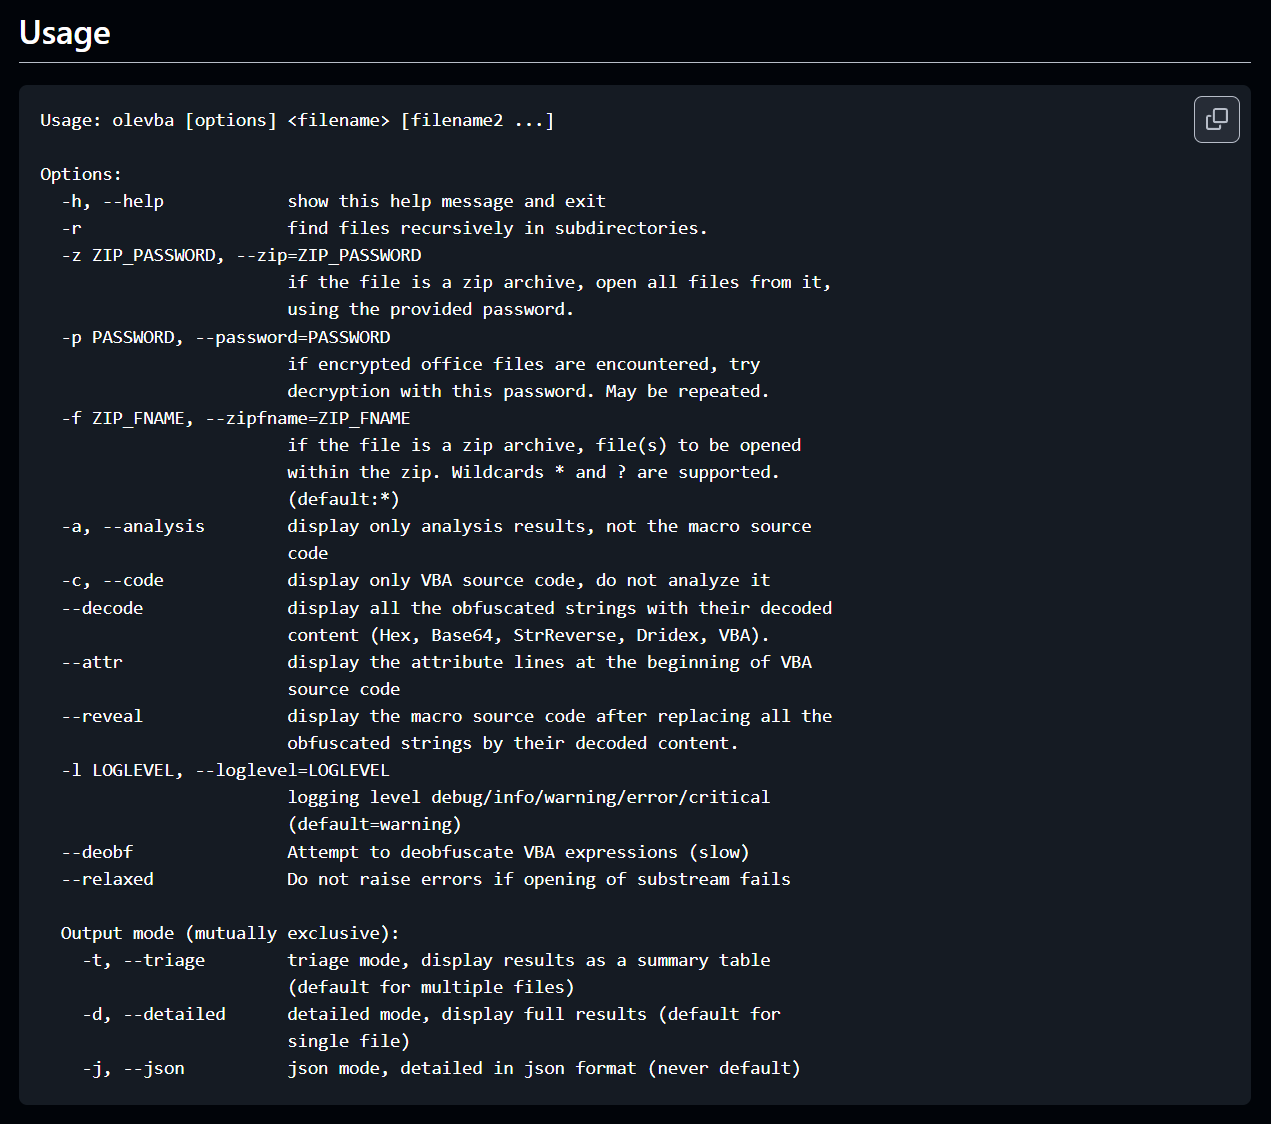 Usage
Usage: olevba [options] <filename> [filename2 ...]
Options:
-h, --help show this help message and exit
-r find files recursively in subdirectories.
-z ZIP_PASSWORD, --zip=ZIP_PASSWORD
if the file is a zip archive, open all files from it,
using the provided password.
-p PASSWORD, --password=PASSWORD
if encrypted office files are encountered, try
decryption with this password. May be repeated.
-f ZIP_FNAME, --zipfname=ZIP_FNAME
if the file is a zip archive, file(s) to be opened
within the zip. Wildcards * and ? are supported.
(default:*)
-a, --analysis display only analysis results, not the macro source
code
-c, --code display only VBA source code, do not analyze it
--decode display all the obfuscated strings with their decoded
content (Hex, Base64, StrReverse, Dridex, VBA).
--attr display the attribute lines at the beginning of VBA
source code
--reveal display the macro source code after replacing all the
obfuscated strings by their decoded content.
-l LOGLEVEL, --loglevel=LOGLEVEL
logging level debug/info/warning/error/critical
(default=warning)
--deobf Attempt to deobfuscate VBA expressions (slow)
--relaxed Do not raise errors if opening of substream fails
Output mode (mutually exclusive):
-t, --triage triage mode, display results as a summary table
(default for multiple files)
-d, --detailed detailed mode, display full results (default for
single file)
-j, --json json mode, detailed in json format (never default)